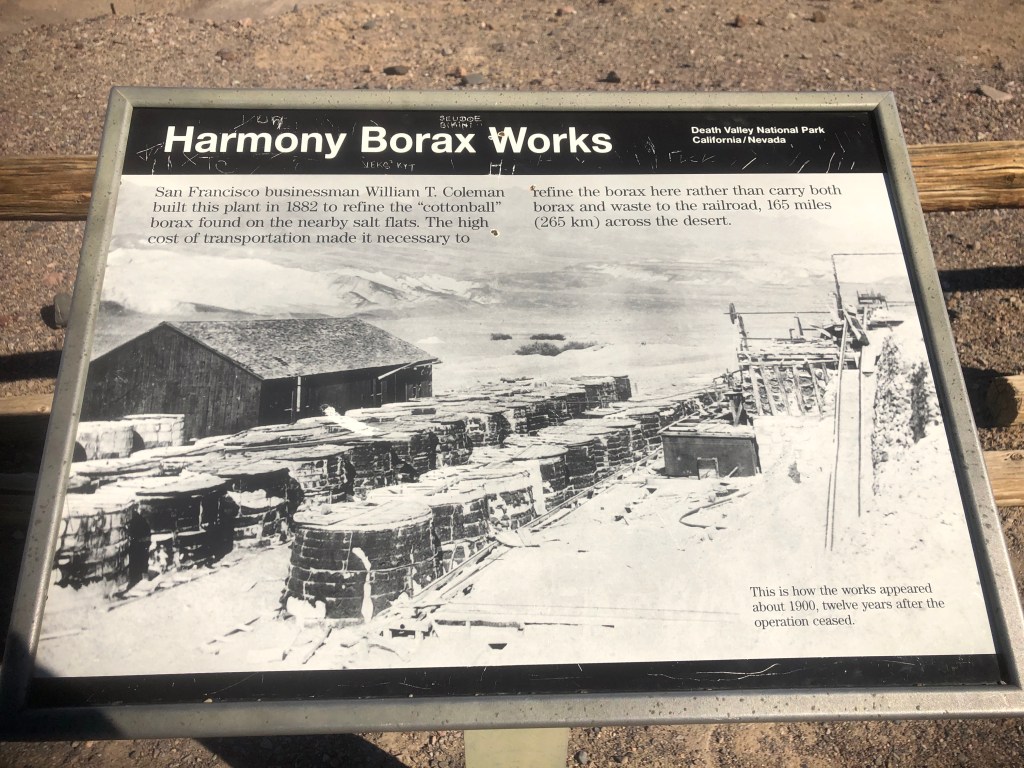 Harmony Borax Works
Death Valley National Park
California/Nevada
San Francisco businessman William T. Coleman
built this plant in 1882 to refine the “cottonball”
borax found on the nearby salt flats. The high
cost of transportation made it necessary to
refine the borax here rather than carry both
borax and waste to the railroad, 165 miles
(265 km) across the desert.
This is how the works appeared
about 1900, twelve years after the
operation ceased.